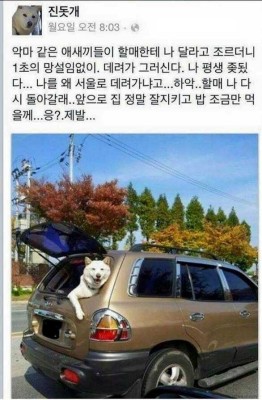 진돗개
월요일 오전 8:03
악마 같은 애새끼들이 할매한테 나 달라고 조르더니
1초의 망설임없이. 데려가 그러신다. 나 평생 좆됬
다... 나를 왜 서울로 데려가냐고...하악..할매 나 다
시 돌아갈래..앞으로 집 정말 잘지키고 밥 조금만 먹
을께...응?.제발...